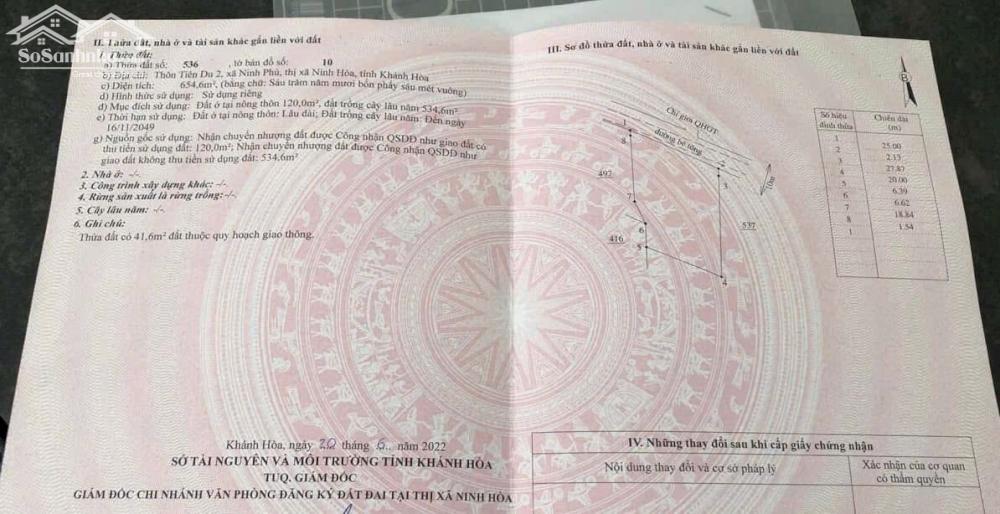 SoSanhNha
II. Thửa đất, nhà ở và tài sản khác gắn liền với đất
1. Thửa đất:
a) Thửa đất số: 536 , tờ bản đồ số: 10
b) Địa chỉ: Thôn Tiên Du 2, xã Ninh Phú, thị xã Ninh Hòa, tỉnh Khánh Hòa
c) Diện tích: 654,6m², (bằng chữ: Sáu trăm năm mươi bốn phẩy sáu mét vuông)
d) Hình thức sử dụng: Sử dụng riêng
đ) Mục đích sử dụng: Đất ở tại nông thôn 120,0m², đất trồng cây lâu năm 534,6m²
e) Thời hạn sử dụng: Đất ở tại nông thôn: Lâu dài; Đất trồng cây lâu năm: Đến ngày
16/11/2049
g) Nguồn gốc sử dụng: Nhận chuyển nhượng đất được Công nhận QSDĐ như giao đất có
thu tiền sử dụng đất: 120,0m²; Nhận chuyển nhượng đất được Công nhận QSDĐ như
giao đất không thu tiền sử dụng đất: 534,6m²
2. Nhà ở: -/-
3. Công trình xây dựng khác: -/-
4. Rừng sản xuất là rừng trồng: -/-
5. Cây lâu năm: -/-
6. Ghi chú:
Thửa đất có 41,6m² đất thuộc quy hoạch giao thông.
Khánh Hòa, ngày 20 tháng 6 năm 2022
SỞ TÀI NGUYÊN VÀ MÔI TRƯỜNG TỈNH KHÁNH HÒA
TUQ. GIÁM ĐỐC
GIÁM ĐỐC CHI NHÁNH VĂN PHÒNG ĐĂNG KÝ ĐẤT ĐAI TẠI THỊ XÃ NINH HÒA
III. Sơ đồ thửa đất, nhà ở và tài sản khác gắn liền với đất
B
Chỉ giới QHGT
đường bê tông
10m
1
8
2
3
497
7
6
416
5
537
4
Số hiệu đỉnh thửa Chiều dài (m)
1
25.00
2
2.13
3
27.87
4
20.00
5
6.39
6
6.62
7
18.84
8
1.54
1
IV. Những thay đổi sau khi cấp giấy chứng nhận
Nội dung thay đổi và cơ sở pháp lý
Xác nhận của cơ quan
có thẩm quyền